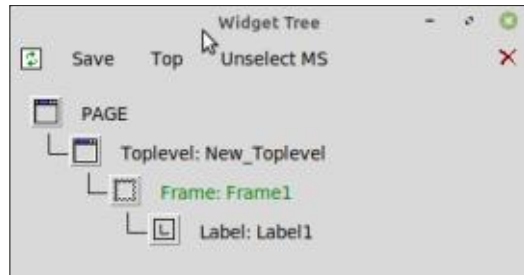 Widget Tree
Save Top Unselect MS
PAGE
Toplevel: New_Toplevel
Frame: Frame1
Label: Label1